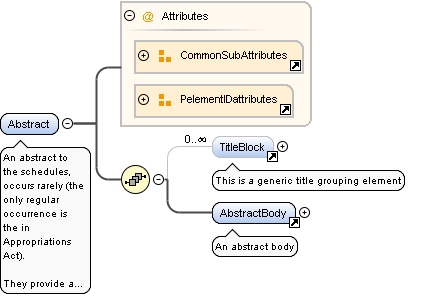 @ Attributes
CommonSubAttributes
PelementIDattributes
Abstract
An abstract to
the schedules,
occurs rarely (the
only regular
occurrence is
the in
Appropriations
Act).
They provide a...
0..∞
TitleBlock
This is a generic title grouping element
AbstractBody
An abstract body